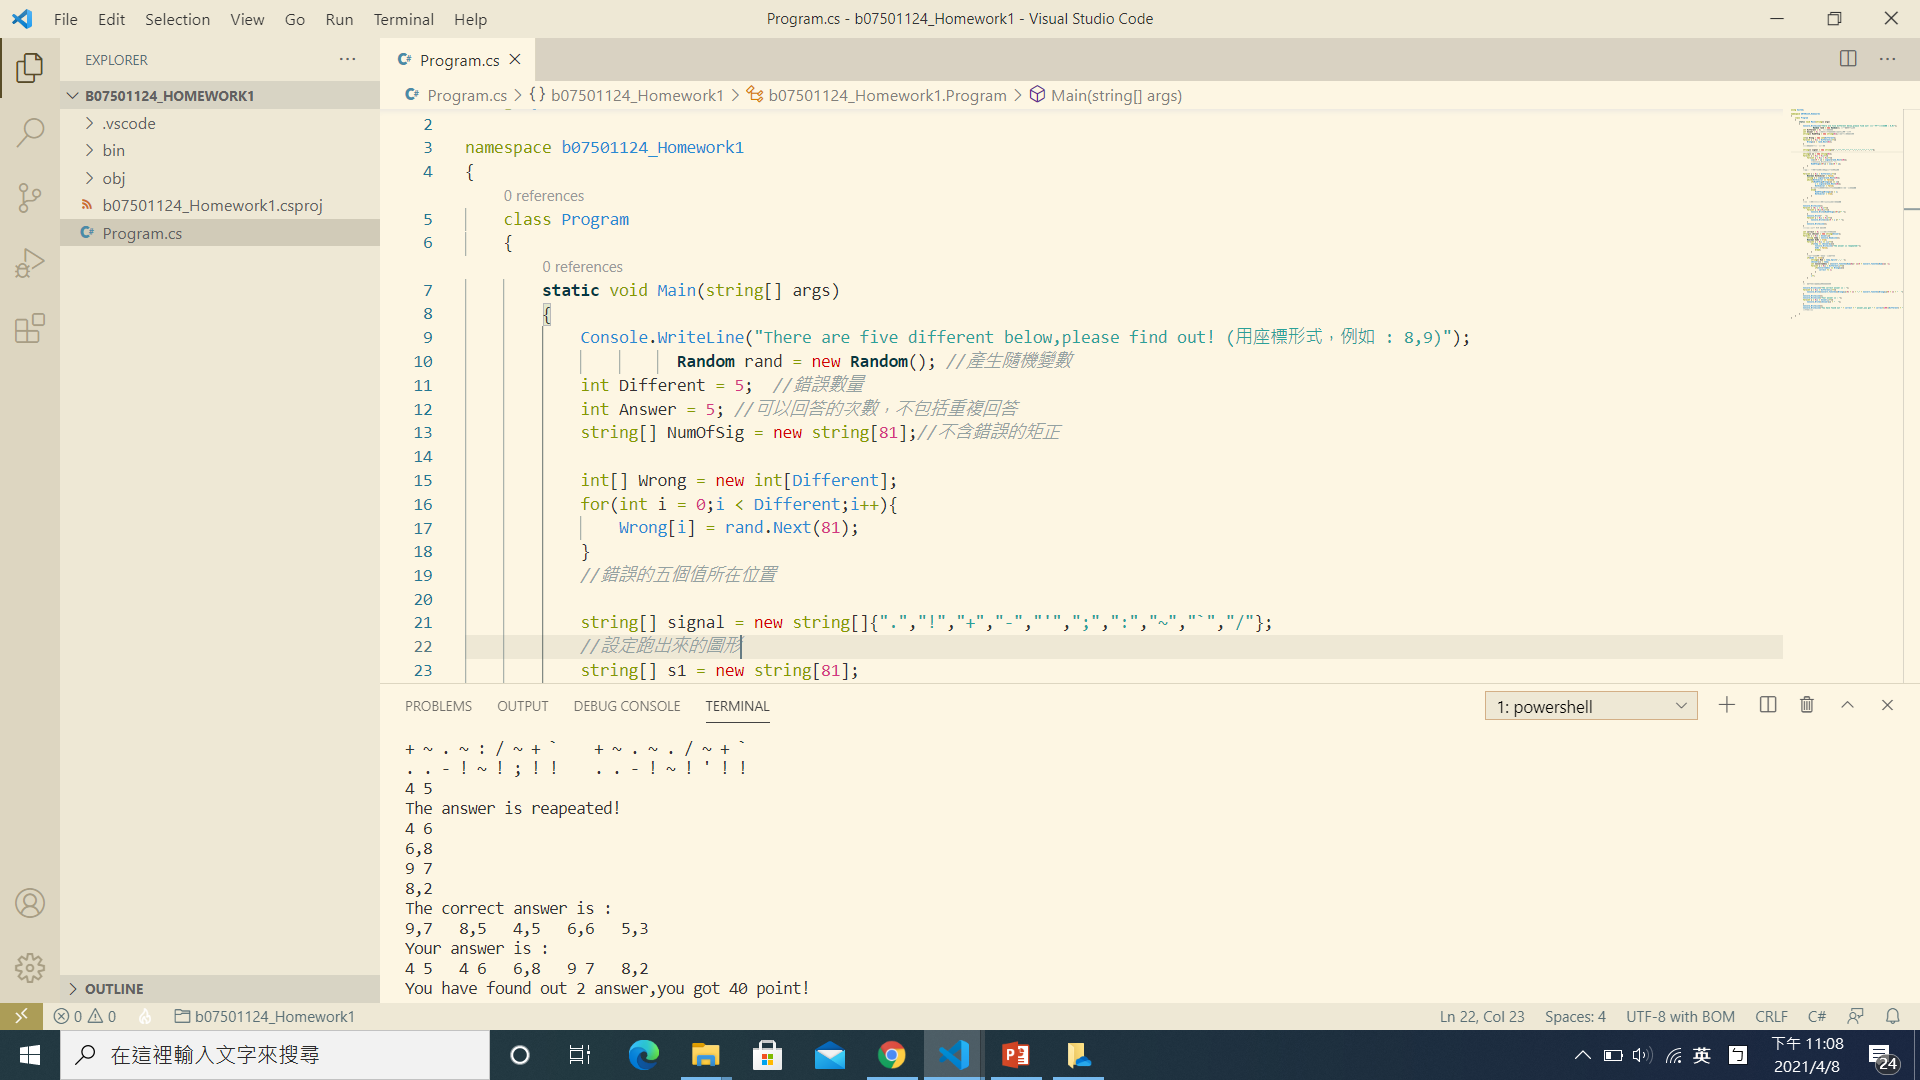 File Edit Selection View Go Run Terminal Help
Program.cs - b07501124_Homework1 - Visual Studio Code
EXPLORER
B07501124_HOMEWORK1
.vscode
bin
obj
b07501124_Homework1.csproj
C# Program.cs
OUTLINE
C# Program.cs
C# Program.cs > {} b07501124_Homework1 > b07501124_Homework1.Program > Main(string[] args)
2
3 namespace b07501124_Homework1
4 {
0 references
5 class Program
6 {
0 references
7 static void Main(string[] args)
8 {
9 Console.WriteLine("There are five different below,please find out! (用座標形式，例如 : 8,9)");
10 Random rand = new Random(); //產生隨機變數
11 int Different = 5; //錯誤數量
12 int Answer = 5; //可以回答的次數，不包括重複回答
13 string[] NumOfSig = new string[81];//不含錯誤的矩正
14
15 int[] Wrong = new int[Different];
16 for(int i = 0;i < Different;i++){
17 Wrong[i] = rand.Next(81);
18 }
19 //錯誤的五個值所在位置
20
21 string[] signal = new string[]{".","!","+","-","'",";",":","~","`","/"};
22 //設定跑出來的圖形
23 string[] s1 = new string[81];
PROBLEMS OUTPUT DEBUG CONSOLE TERMINAL
1: powershell
+ ~ . ~ : / ~ + ` + ~ . ~ . / ~ + `
. . - ! ~ ! ; ! ! . . - ! ~ ! ' ! !
4 5
The answer is reapeated!
4 6
6,8
9 7
8,2
The correct answer is :
9,7 8,5 4,5 6,6 5,3
Your answer is :
4 5 4 6 6,8 9 7 8,2
You have found out 2 answer,you got 40 point!
0 0 b07501124_Homework1
Ln 22, Col 23 Spaces: 4 UTF-8 with BOM CRLF C#
在這裡輸入文字來搜尋
英
下午 11:08
2021/4/8
24